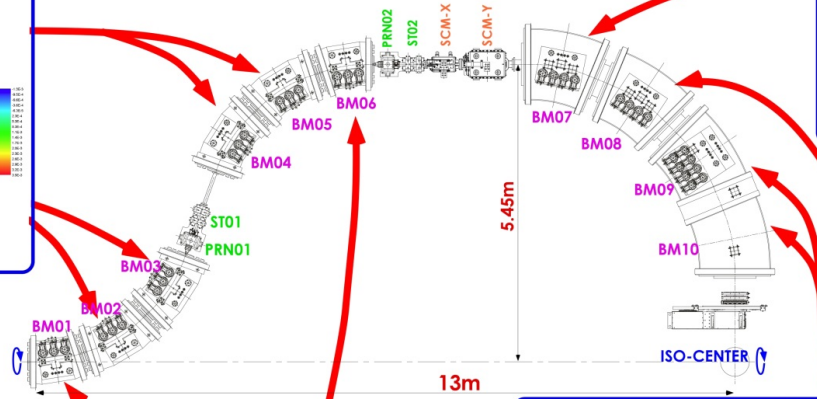 PRN02
ST02
SCM-X
SCM-Y
BM06
BM07
BM05
BM08
BM04
BM09
5.45m
ST01
PRN01
BM10
BM03
BM02
BM01
ISO-CENTER
13m